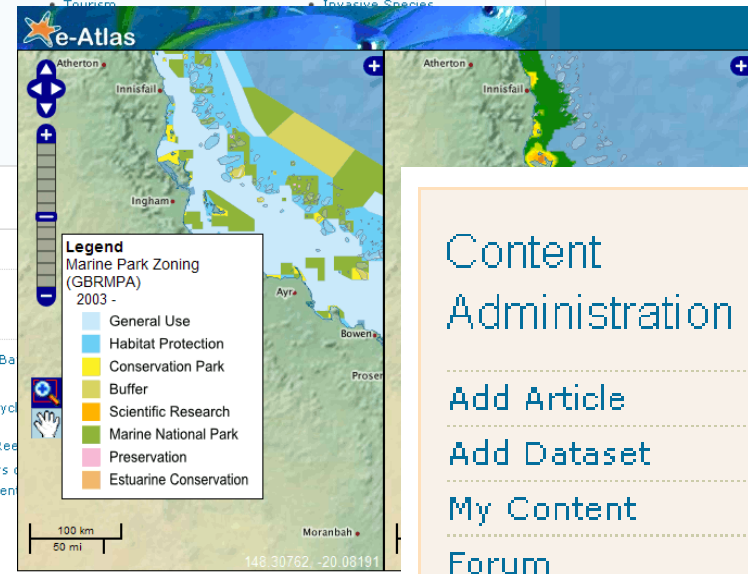 Tourism
Invasive Species
e-Atlas
Atherton
Innisfail
Ingham
Ayr
Bowen
Proser
Moranbah
Legend
Marine Park Zoning
(GBRMPA)
2003 -
General Use
Habitat Protection
Conservation Park
Buffer
Scientific Research
Marine National Park
Preservation
Estuarine Conservation
100 km
50 mi
148.30762, -20.08191
Atherton
Innisfail
Content
Administration
Add Article
Add Dataset
My Content
Forum